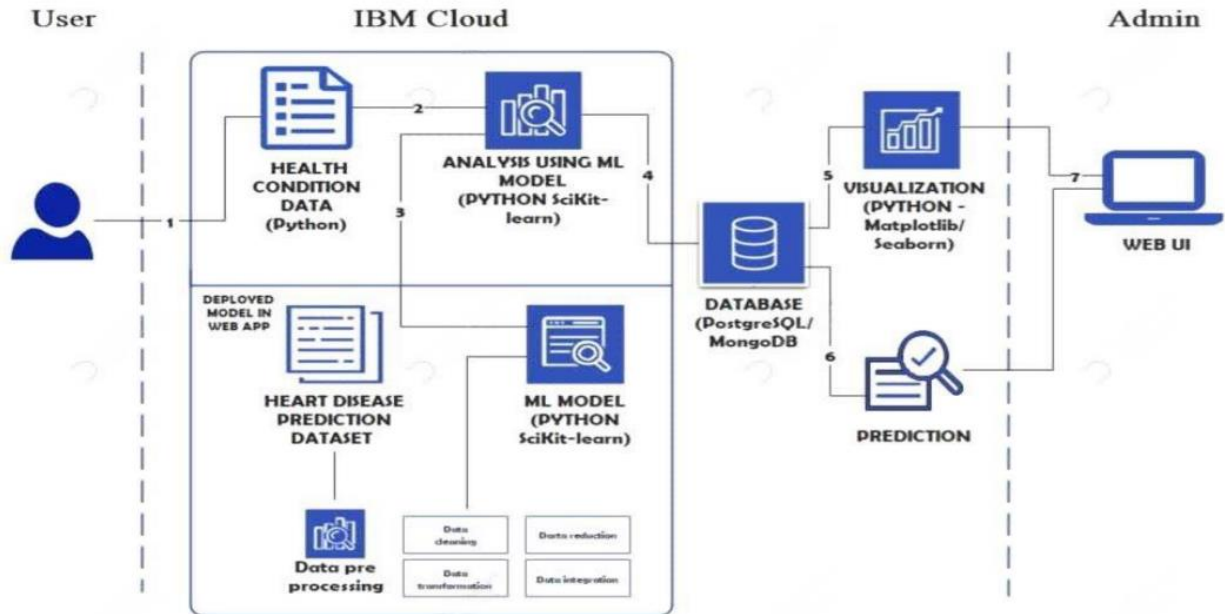 User
IBM Cloud
Admin
1
HEALTH
CONDITION
DATA
(Python)
2
ANALYSIS USING ML
MODEL
(PYTHON SciKit-
learn)
3
4
DATABASE
(PostgreSQL/
MongoDB
5
VISUALIZATION
(PYTHON -
Matplotlib/
Seaborn)
6
PREDICTION
7
WEB UI
DEPLOYED
MODEL IN
WEB APP
HEART DISEASE
PREDICTION
DATASET
ML MODEL
(PYTHON
SciKit-learn)
Data pre
processing
Data
cleaning
Darta reduction
Data
transformation
Data integration